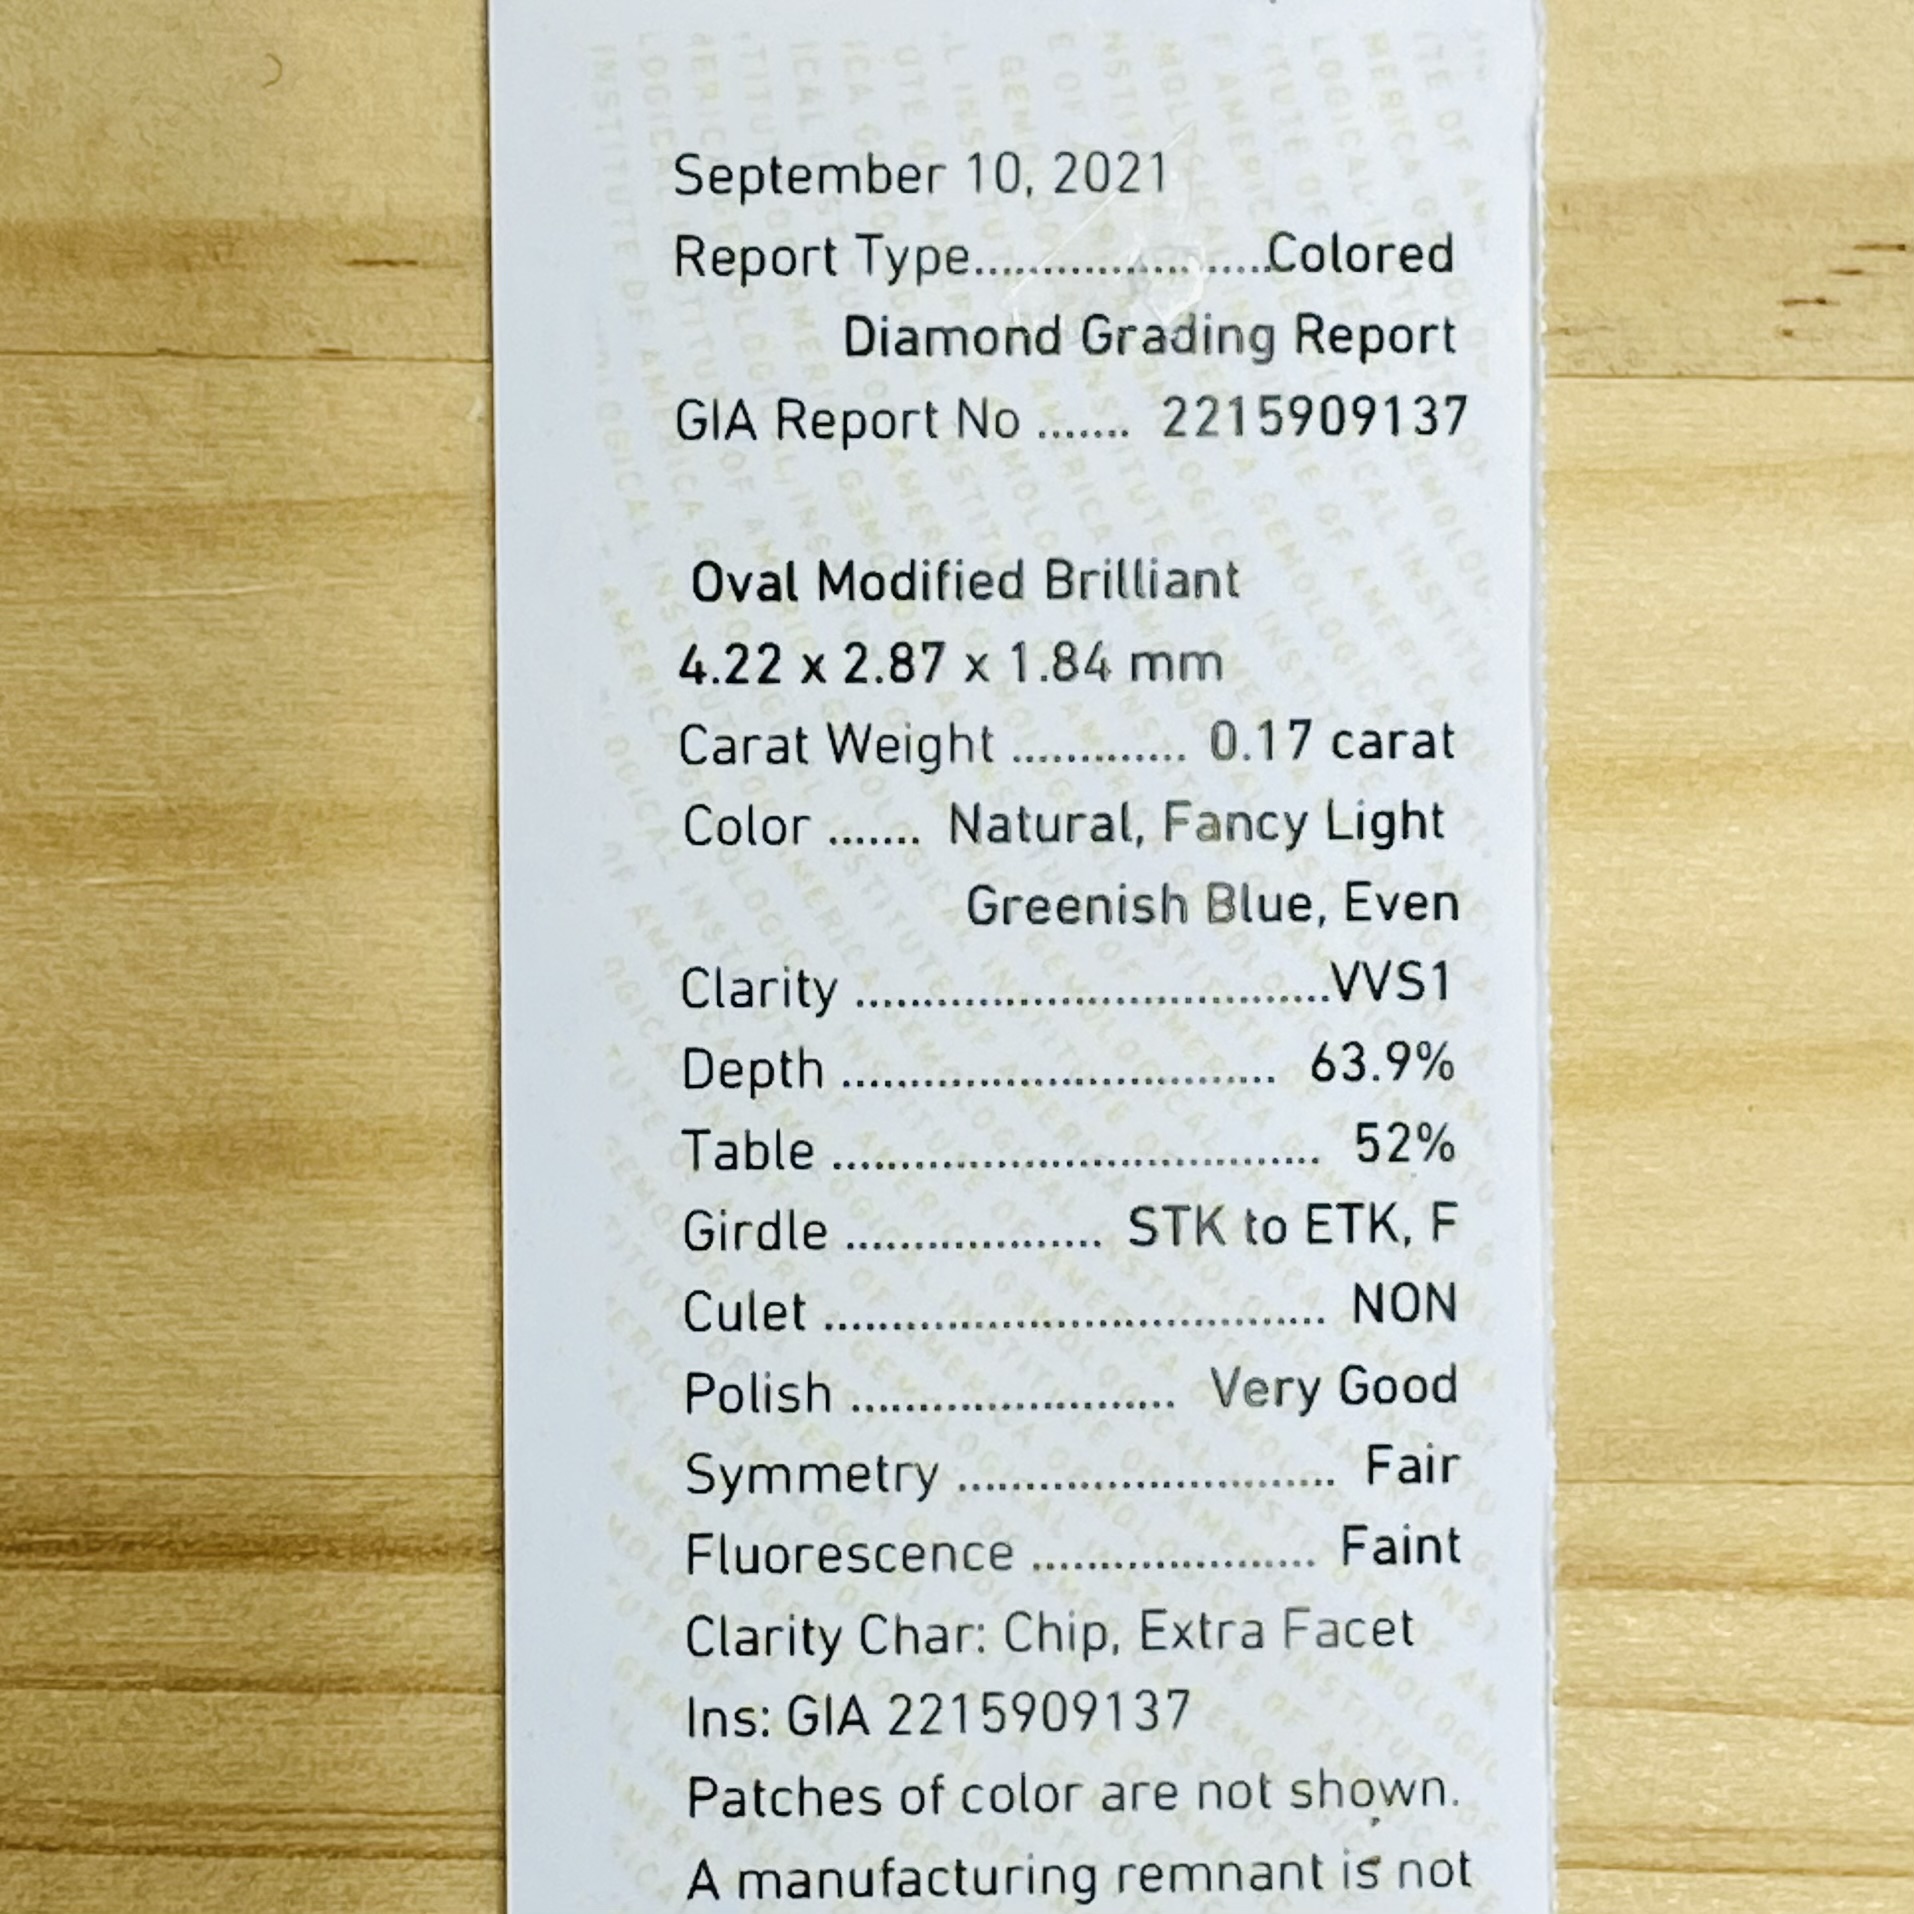 September 10, 2021
Report Type........................Colored
Diamond Grading Report
GIA Report No ....... 2215909137
Oval Modified Brilliant
4.22 x 2.87 x 1.84 mm
Carat Weight ............. 0.17 carat
Color ....... Natural, Fancy Light
Greenish Blue, Even
Clarity ...................................VVS1
Depth ................................ 63.9%
Table .................................... 52%
Girdle ................... STK to ETK, F
Culet ..................................... NON
Polish ........................ Very Good
Symmetry ............................ Fair
Fluorescence ..................... Faint
Clarity Char: Chip, Extra Facet
Ins: GIA 2215909137
Patches of color are not shown.
A manufacturing remnant is not